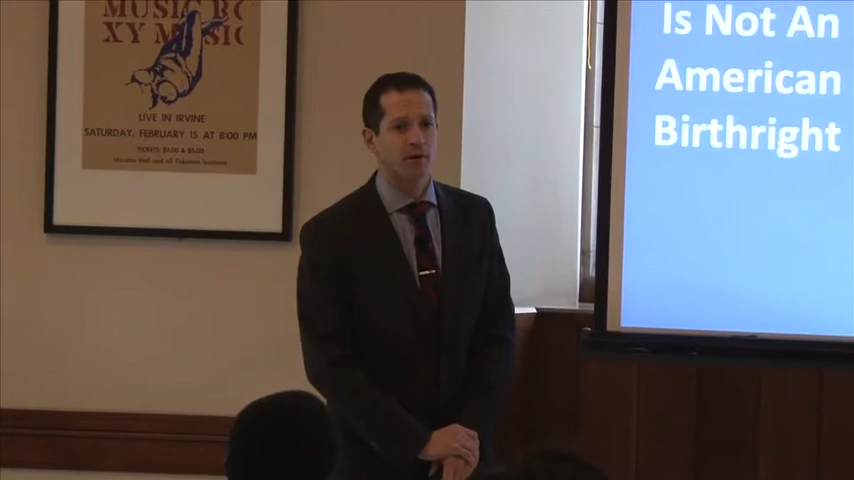 MUSIC RO
XY MUSIC
LIVE IN IRVINE
SATURDAY, FEBRUARY 15 AT 8:00 PM
Is Not An
American
Birthright